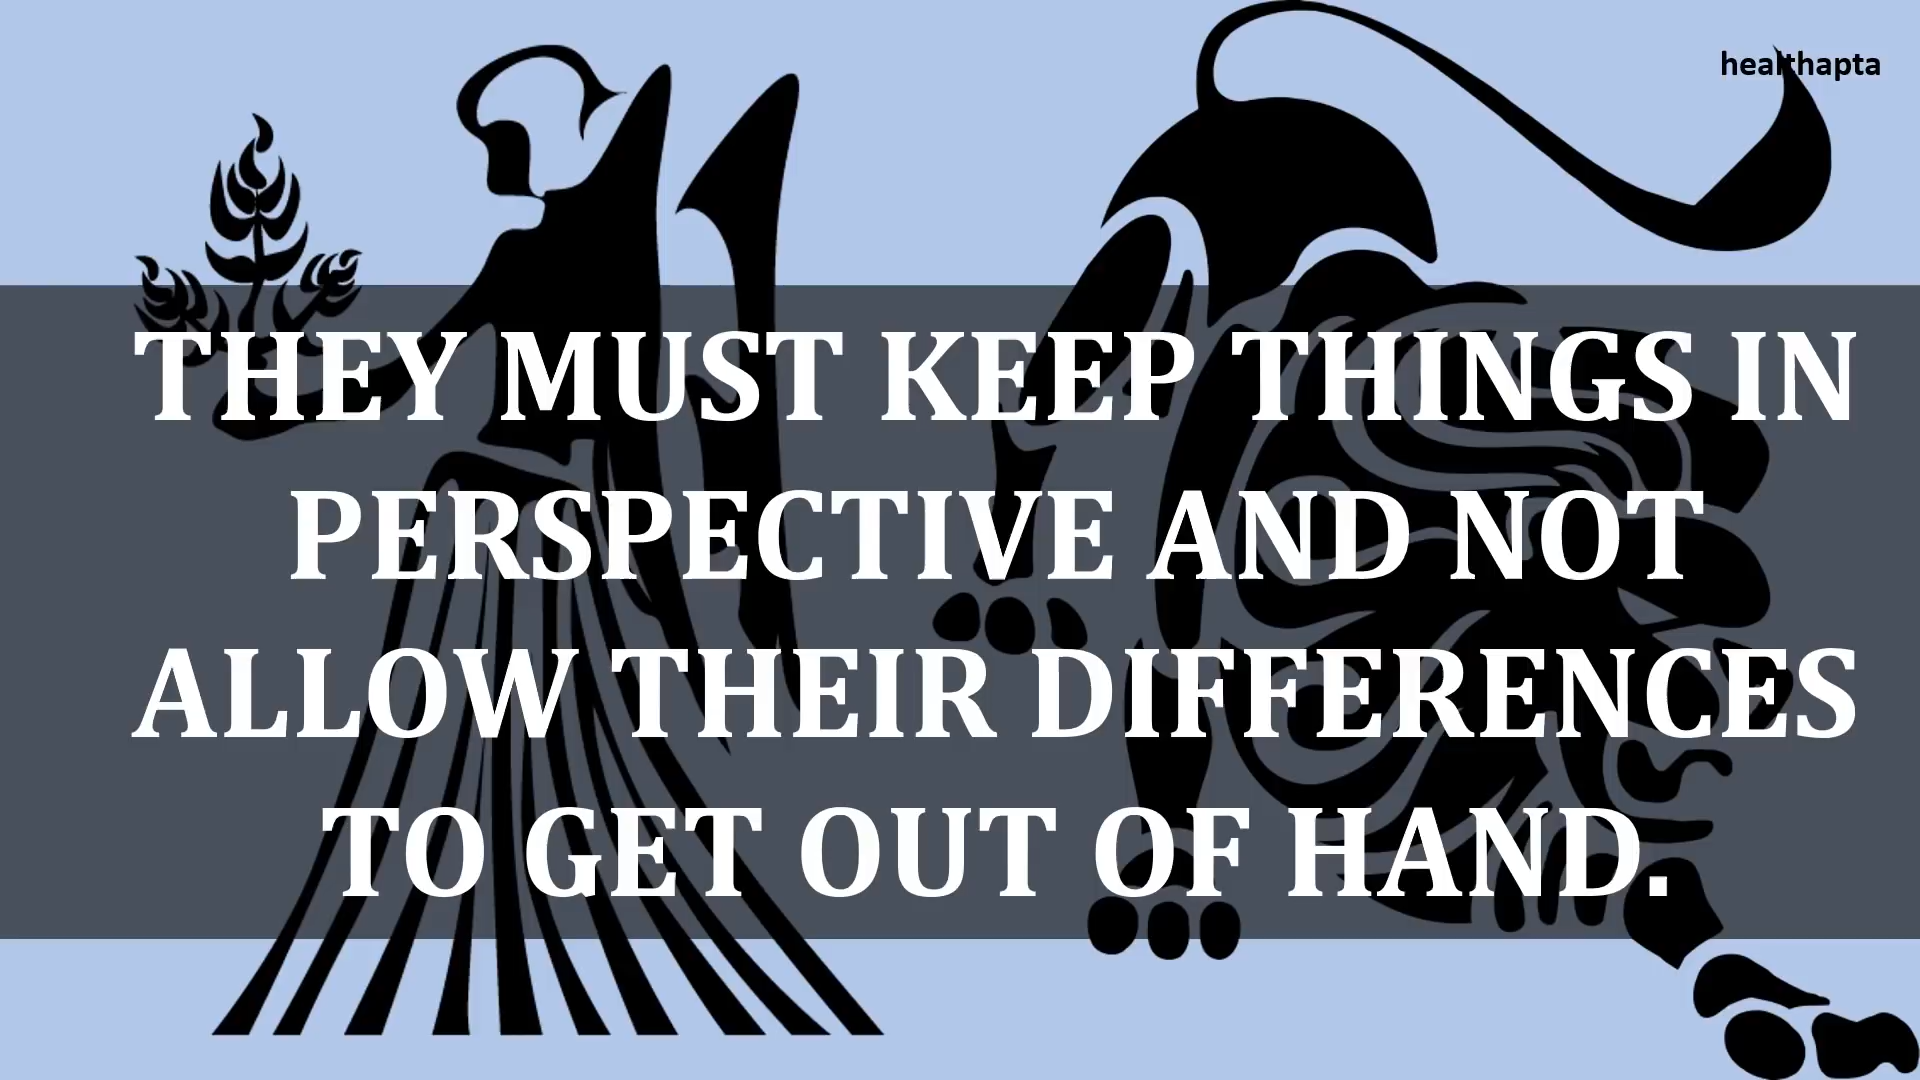 healthapta
THEY MUST KEEP THINGS IN
PERSPECTIVE AND NOT
ALLOW THEIR DIFFERENCES
TO GET OUT OF HAND.